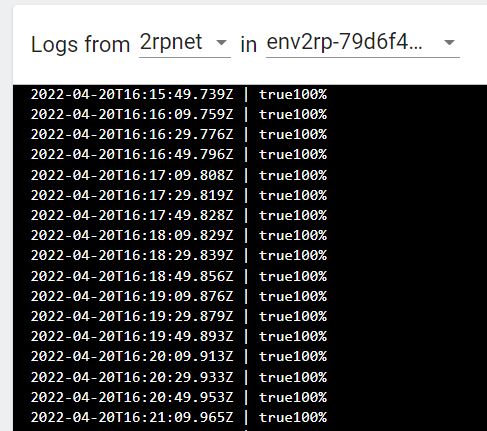 Logs from 2rpnet in env2rp-79d6f4...
2022-04-20T16:15:49.739Z | true100%
2022-04-20T16:16:09.759Z | true100%
2022-04-20T16:16:29.776Z | true100%
2022-04-20T16:16:49.796Z | true100%
2022-04-20T16:17:09.808Z | true100%
2022-04-20T16:17:29.819Z | true100%
2022-04-20T16:17:49.828Z | true100%
2022-04-20T16:18:09.829Z | true100%
2022-04-20T16:18:29.839Z | true100%
2022-04-20T16:18:49.856Z | true100%
2022-04-20T16:19:09.876Z | true100%
2022-04-20T16:19:29.879Z | true100%
2022-04-20T16:19:49.893Z | true100%
2022-04-20T16:20:09.913Z | true100%
2022-04-20T16:20:29.933Z | true100%
2022-04-20T16:20:49.953Z | true100%
2022-04-20T16:21:09.965Z | true100%